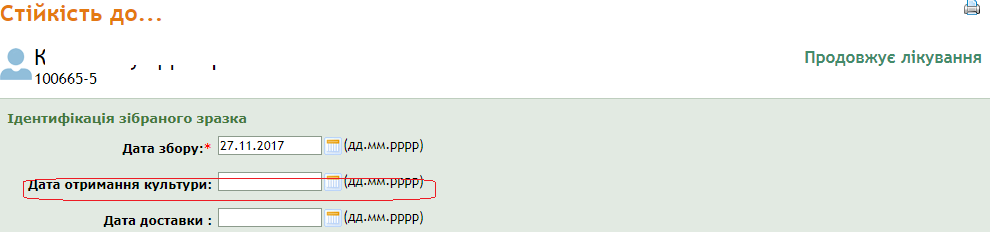 Стійкість до...
Продовжує лікування
100665-5
Ідентифікація зібраного зразка
Дата збору:* 27.11.2017 (дд.мм.рррр)
Дата отримання культури: (дд.мм.рррр)
Дата доставки : (дд.мм.рррр)